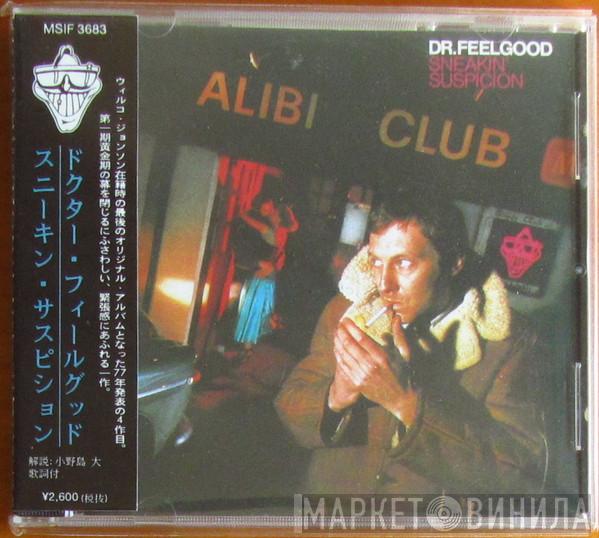 MSIF 3683
ドクター・フィールグッド
スニーキン・サスピション
ウィルコ・ジョンソン在籍時の最後のオリジナル・アルバムとなった77年発表の4作目。
第一期黄金期の幕を閉じるにふさわしい、緊張感にあふれる一作。
解説:小野島 大
歌詞付
¥2,600(税抜)
DR.FEELGOOD
SNEAKIN'
SUSPICION
ALIBI CLUB
МАРКЕТ ВИНИЛА